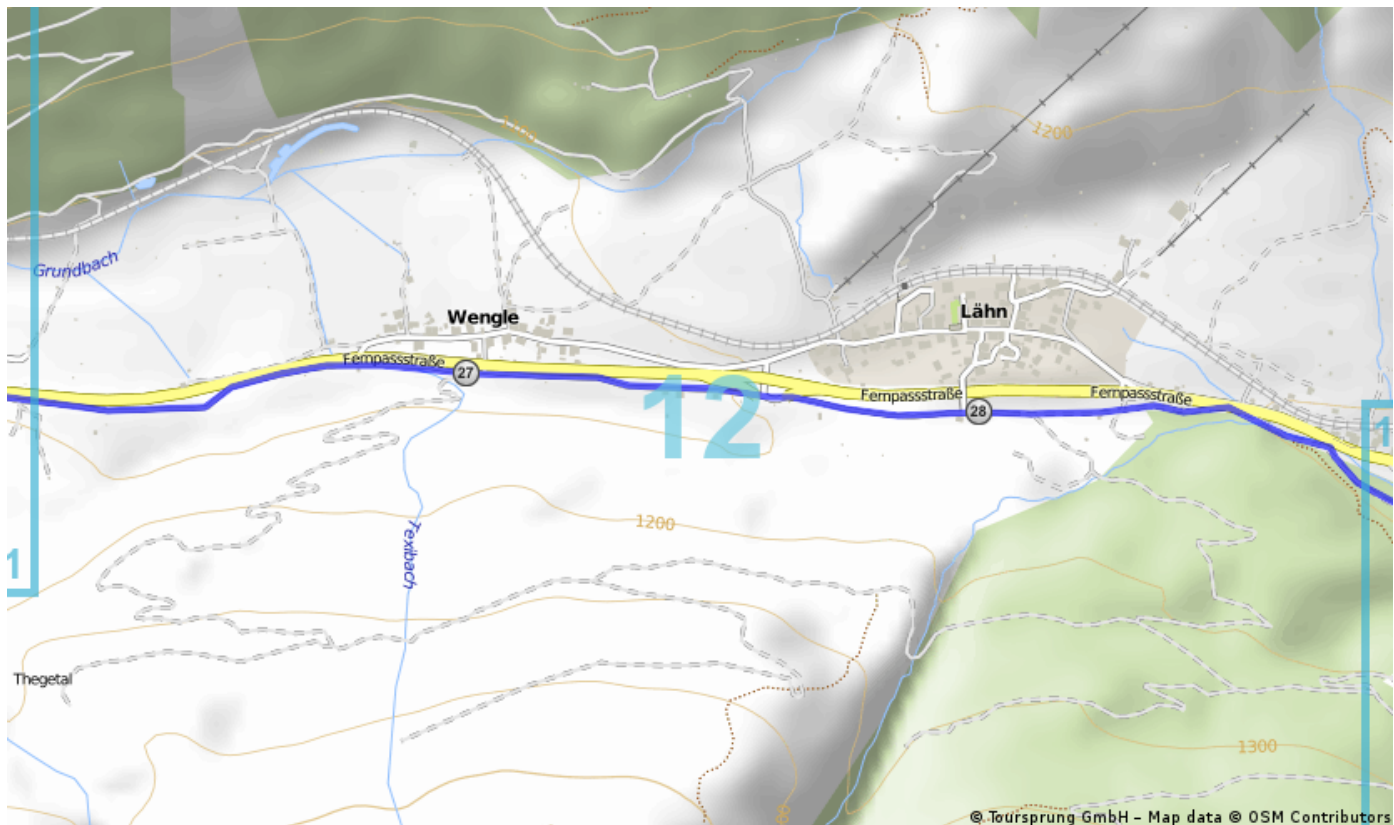 1200
1200
Grundbach
Wengle
Lähn
Fernpassstraße
27
Fernpassstraße
Fernpassstraße
28
12
1
1200
Fexibach
1
Thegetal
1300
© Toursprung GmbH – Map data © OSM Contributors